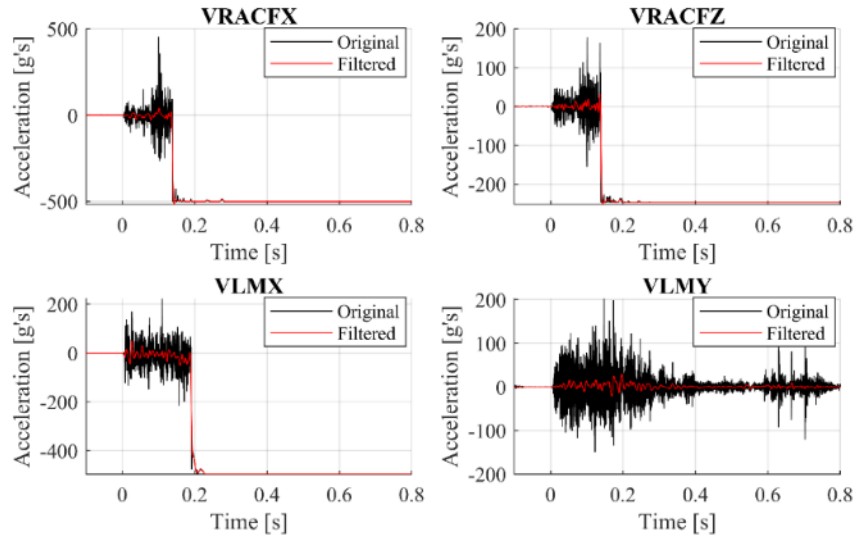 VRACFX
500
0
-500
Acceleration [g's]
Original
Filtered
0
0.2
0.4
0.6
0.8
Time [s]
VRACFZ
200
100
0
-100
-200
Acceleration [g's]
Original
Filtered
0
0.2
0.4
0.6
0.8
Time [s]
VLMX
200
0
-200
-400
Acceleration [g's]
Original
Filtered
0
0.2
0.4
0.6
0.8
Time [s]
VLMY
200
100
0
-100
-200
Acceleration [g's]
Original
Filtered
0
0.2
0.4
0.6
0.8
Time [s]